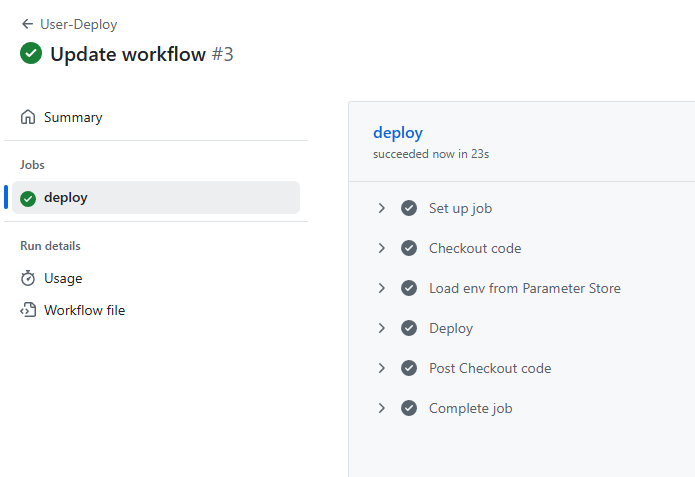 User-Deploy
Update workflow #3
Summary
Jobs
deploy
Run details
Usage
Workflow file
deploy
succeeded now in 23s
Set up job
Checkout code
Load env from Parameter Store
Deploy
Post Checkout code
Complete job